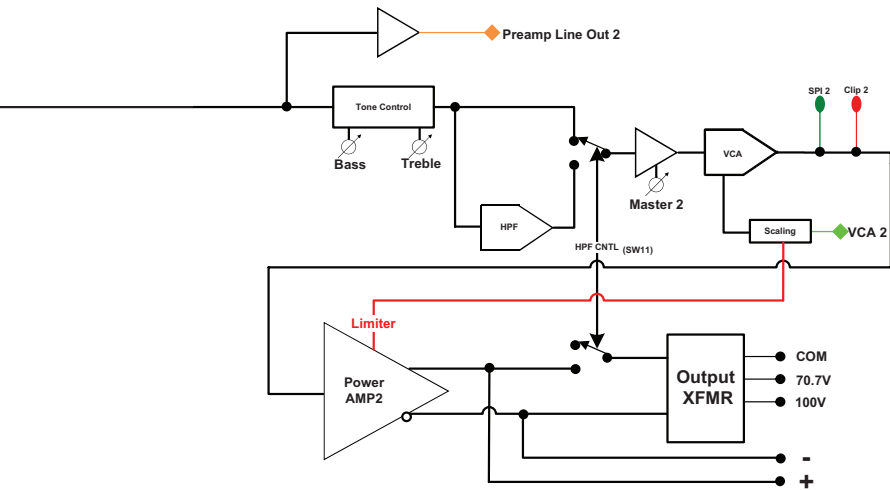 Preamp Line Out 2
SPI 2
Clip 2
Tone Control
Bass
Treble
VCA
Master 2
HPF
Scaling
VCA 2
HPF CNTL (SW11)
Limiter
Power
AMP2
Output
XFMR
COM
70.7V
100V
-
+